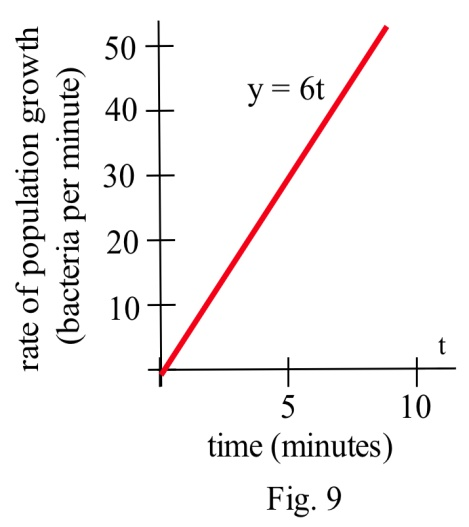 rate of population growth
(bacteria per minute)
50
40
30
20
10
y = 6t
t
5 10
time (minutes)
Fig. 9